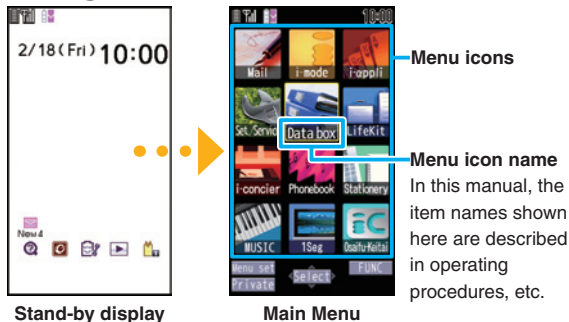 2/18(Fri) 10:00
New4
Stand-by display
10:00
Mail i-mode i-αppli
Set./Service Data box LifeKit
i-concier Phonebook Stationery
MUSIC 1Seg Osaifu-Keitai
Menu set FUNC
Private Select
Main Menu
Menu icons
Menu icon name
In this manual, the
item names shown
here are described
in operating
procedures, etc.